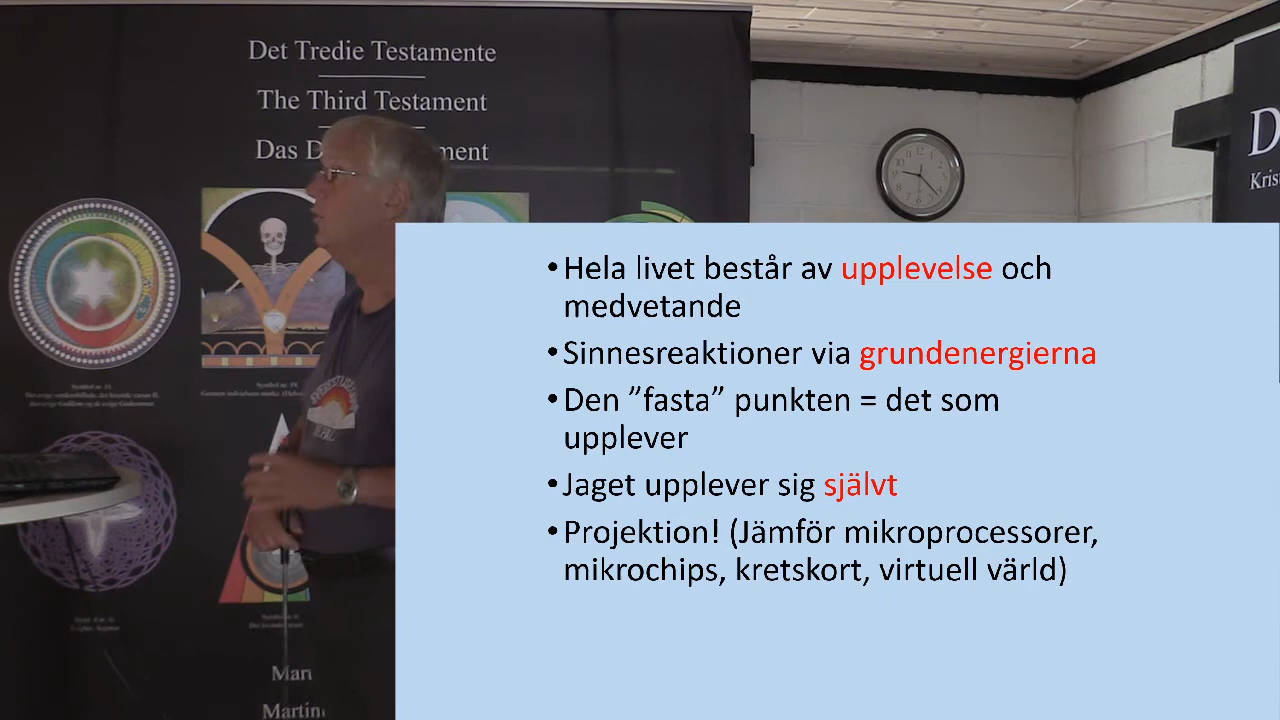 Det Tredie Testamente
The Third Testament
Das D ment
D
Kris
• Hela livet består av upplevelse och
medvetande
• Sinnesreaktioner via grundenergierna
• Den ”fasta” punkten = det som
upplever
• Jaget upplever sig självt
• Projektion! (Jämför mikroprocessorer,
mikrochips, kretskort, virtuell värld)
Mart
Martin